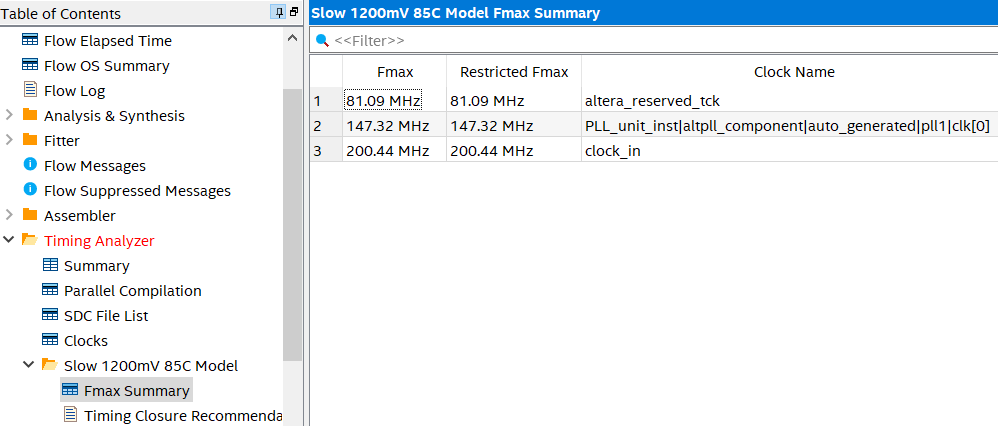 Table of Contents
Flow Elapsed Time
Flow OS Summary
Flow Log
Analysis & Synthesis
Fitter
Flow Messages
Flow Suppressed Messages
Assembler
Timing Analyzer
Summary
Parallel Compilation
SDC File List
Clocks
Slow 1200mV 85C Model
Fmax Summary
Timing Closure Recommenda
Slow 1200mV 85C Model Fmax Summary
<<Filter>>
Fmax Restricted Fmax Clock Name
1 81.09 MHz 81.09 MHz altera_reserved_tck
2 147.32 MHz 147.32 MHz PLL_unit_inst|altpll_component|auto_generated|pll1|clk[0]
3 200.44 MHz 200.44 MHz clock_in